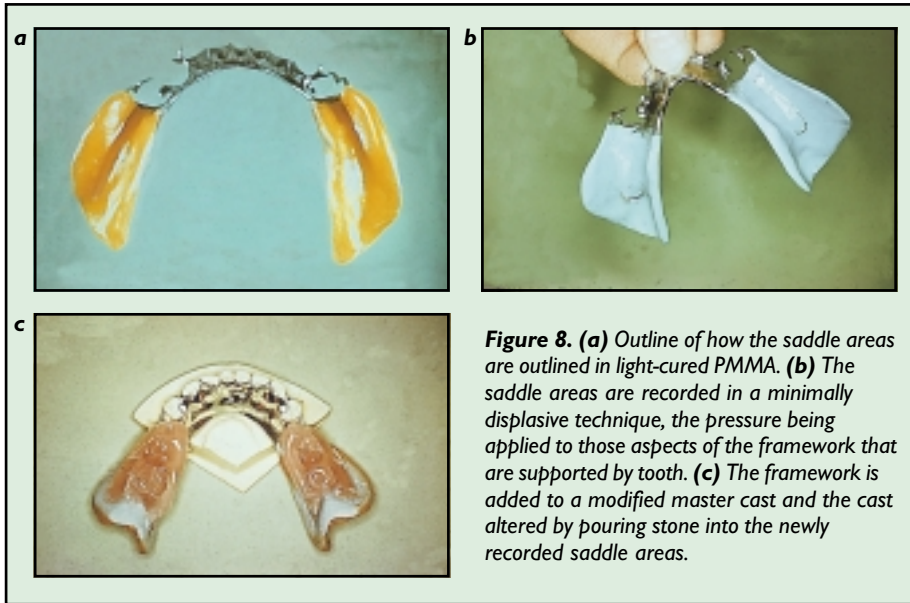 a
b
c
Figure 8. (a) Outline of how the saddle areas
are outlined in light-cured PMMA. (b) The
saddle areas are recorded in a minimally
displasive technique, the pressure being
applied to those aspects of the framework that
are supported by tooth. (c) The framework is
added to a modified master cast and the cast
altered by pouring stone into the newly
recorded saddle areas.